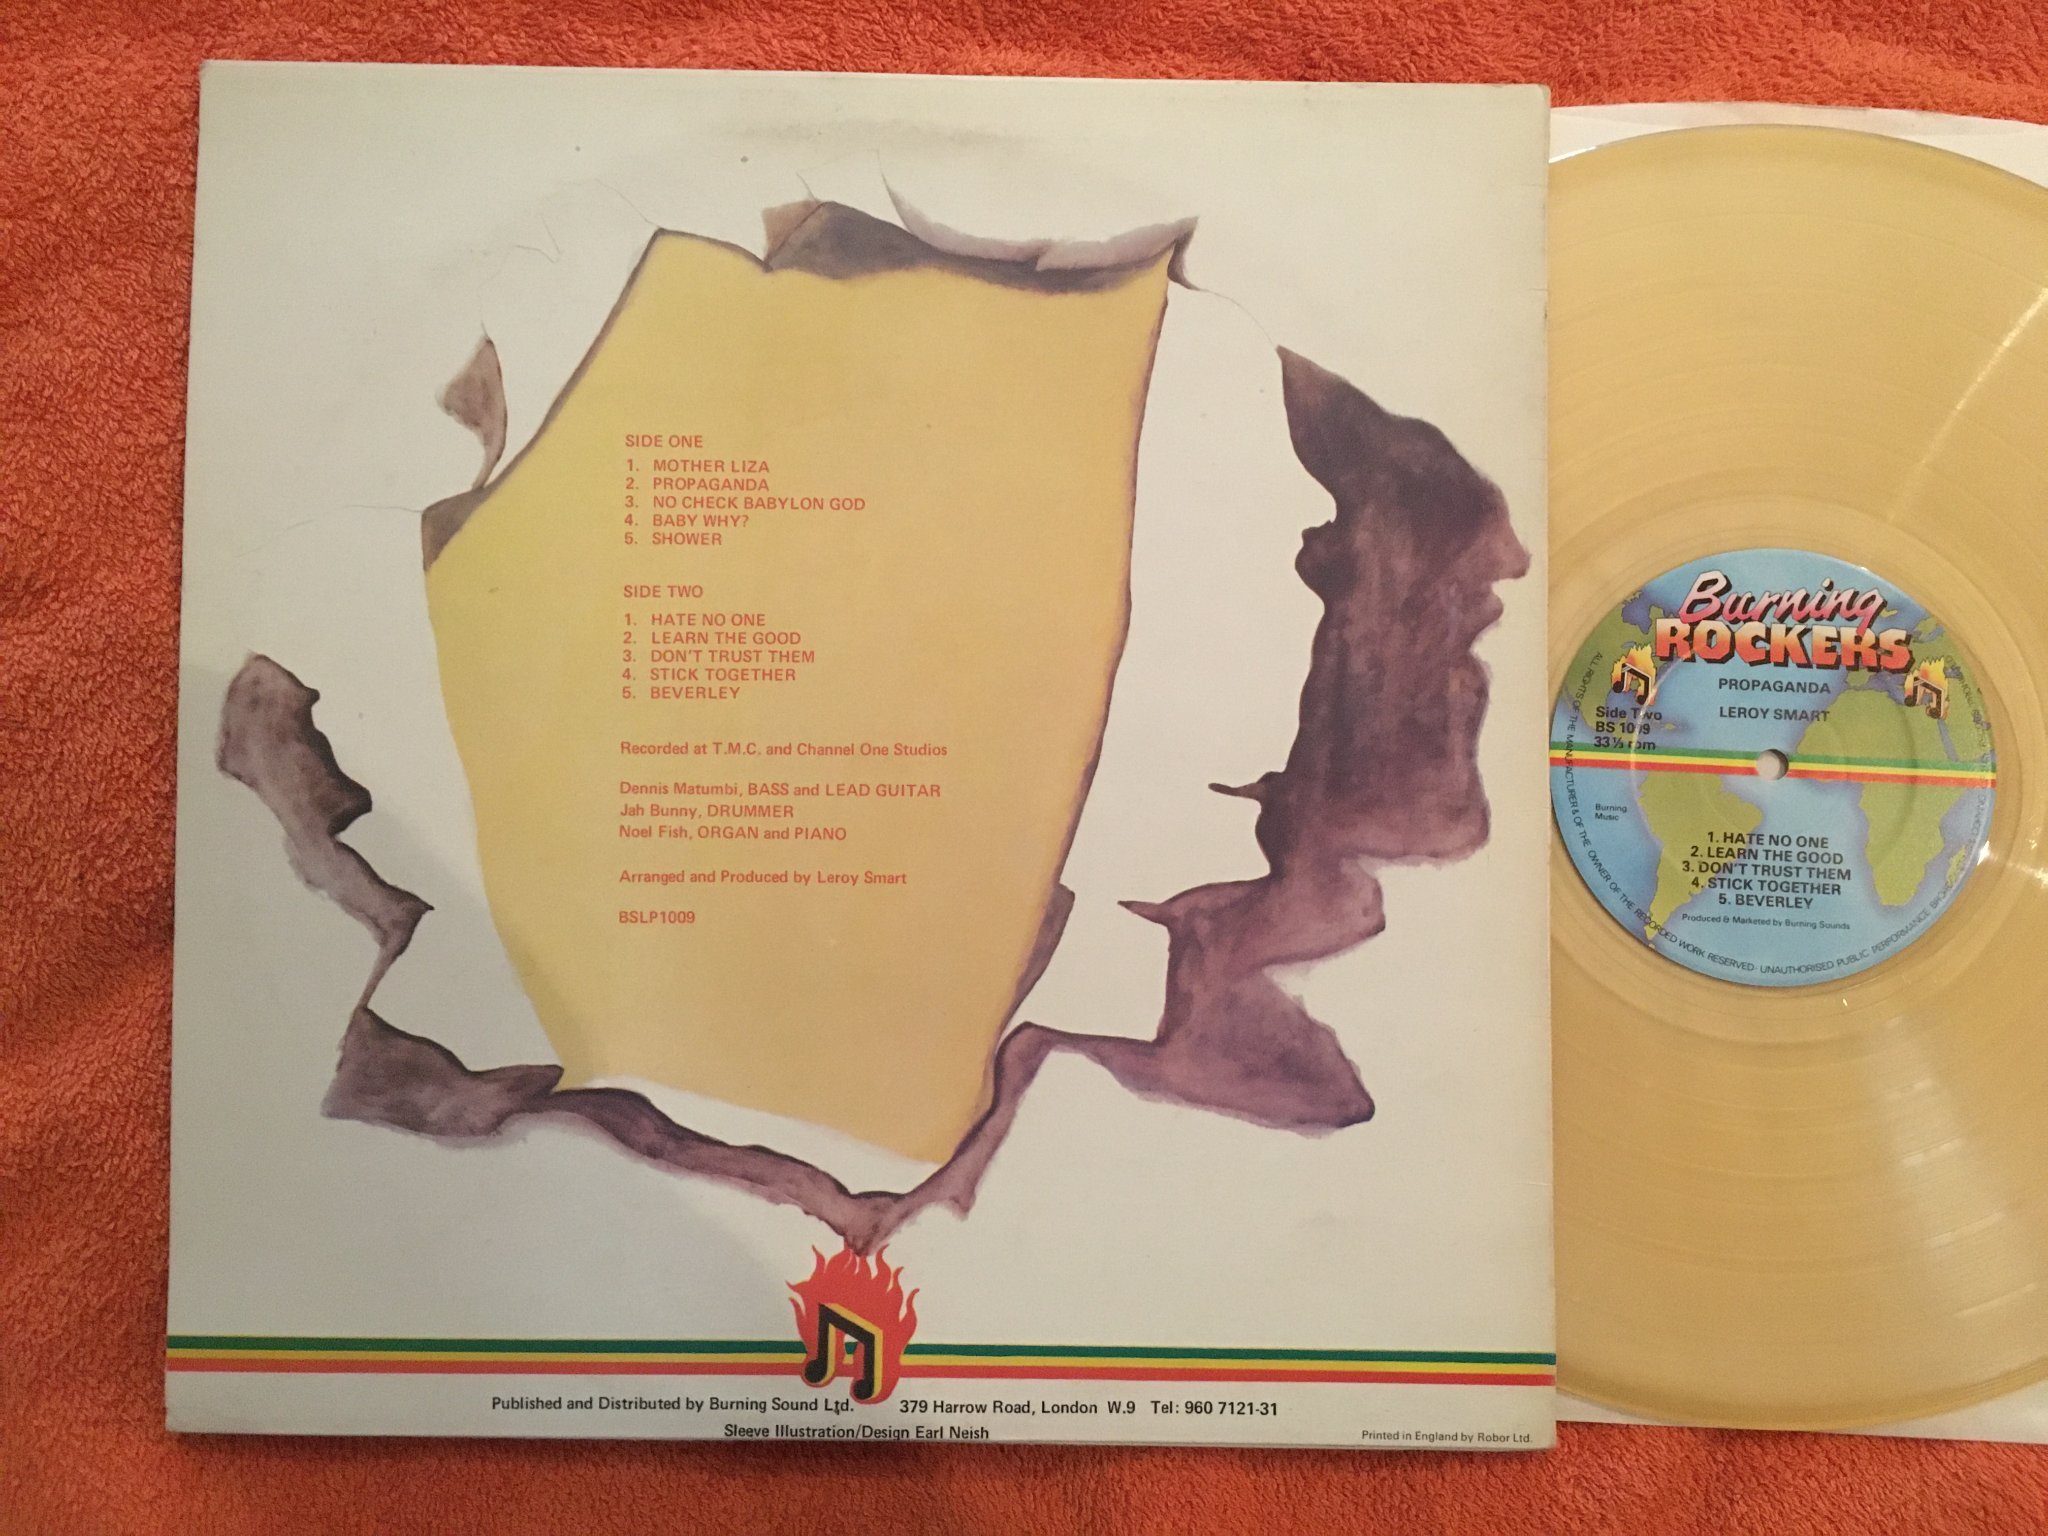 SIDE ONE
1. MOTHER LIZA
2. PROPAGANDA
3. NO CHECK BABYLON GOD
4. BABY WHY?
5. SHOWER
SIDE TWO
1. HATE NO ONE
2. LEARN THE GOOD
3. DON'T TRUST THEM
4. STICK TOGETHER
5. BEVERLEY
Recorded at T.M.C. and Channel One Studios
Dennis Matumbi, BASS and LEAD GUITAR
Jah Bunny, DRUMMER
Noel Fish, ORGAN and PIANO
Arranged and Produced by Leroy Smart
BSLP1009
Published and Distributed by Burning Sound Ltd. 379 Harrow Road, London W.9 Tel: 960 7121-31
Sleeve Illustration/Design Earl Neish
Printed in England by Robor Ltd.
Burning
ROCKERS
PROPAGANDA
LEROY SMART
Side Two
BS 1009
33⅓ rpm
Burning
Music
1. HATE NO ONE
2. LEARN THE GOOD
3. DON'T TRUST THEM
4. STICK TOGETHER
5. BEVERLEY
Produced & Marketed by Burning Sounds
ALL RIGHTS OF THE MANUFACTURER & OF THE OWNER OF THE RECORDED WORK RESERVED · UNAUTHORISED PUBLIC PERFORMANCE